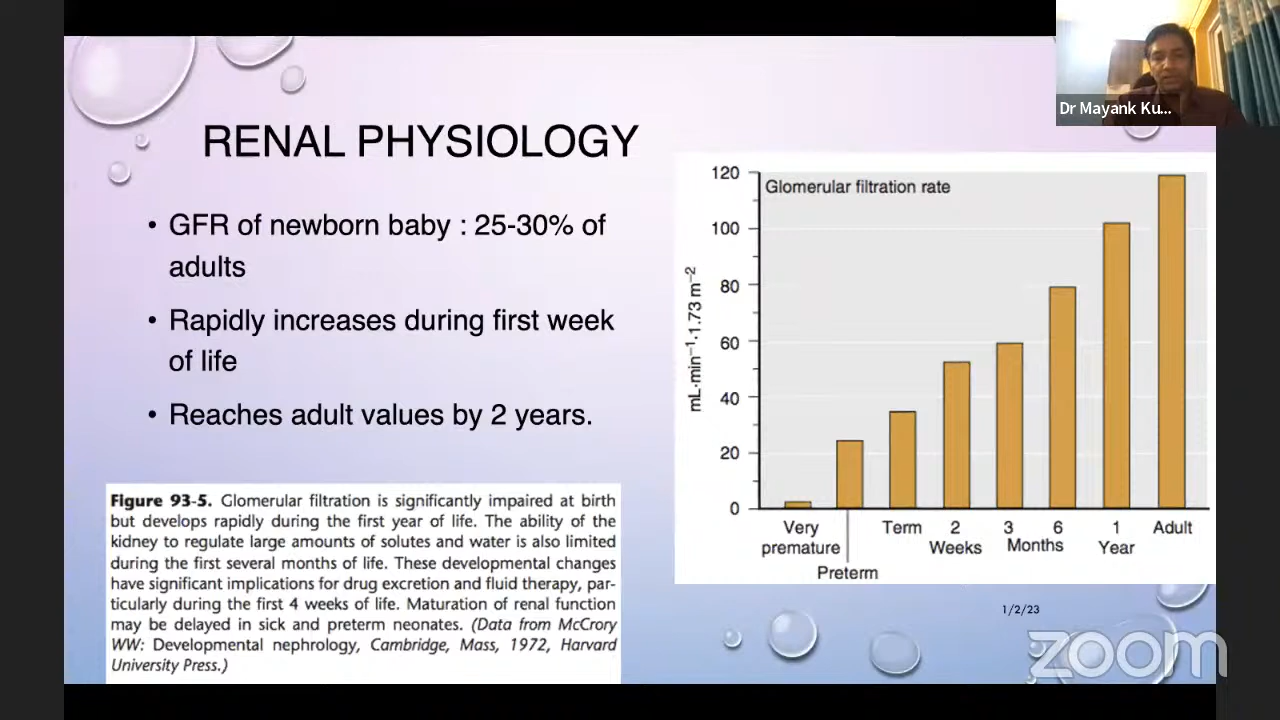 Dr Mayank Ku...
RENAL PHYSIOLOGY
• GFR of newborn baby : 25-30% of
adults
• Rapidly increases during first week
of life
• Reaches adult values by 2 years.
Figure 93-5. Glomerular filtration is significantly impaired at birth
but develops rapidly during the first year of life. The ability of the
kidney to regulate large amounts of solutes and water is also limited
during the first several months of life. These developmental changes
have significant implications for drug excretion and fluid therapy, par-
ticularly during the first 4 weeks of life. Maturation of renal function
may be delayed in sick and preterm neonates. (Data from McCrory
WW: Developmental nephrology, Cambridge, Mass, 1972, Harvard
University Press.)
Glomerular filtration rate
mL·min⁻¹·1.73 m⁻²
120
100
80
60
40
20
0
Very
premature
Preterm
Term
2
Weeks
3
6
Months
1
Year
Adult
1/2/23
zoom